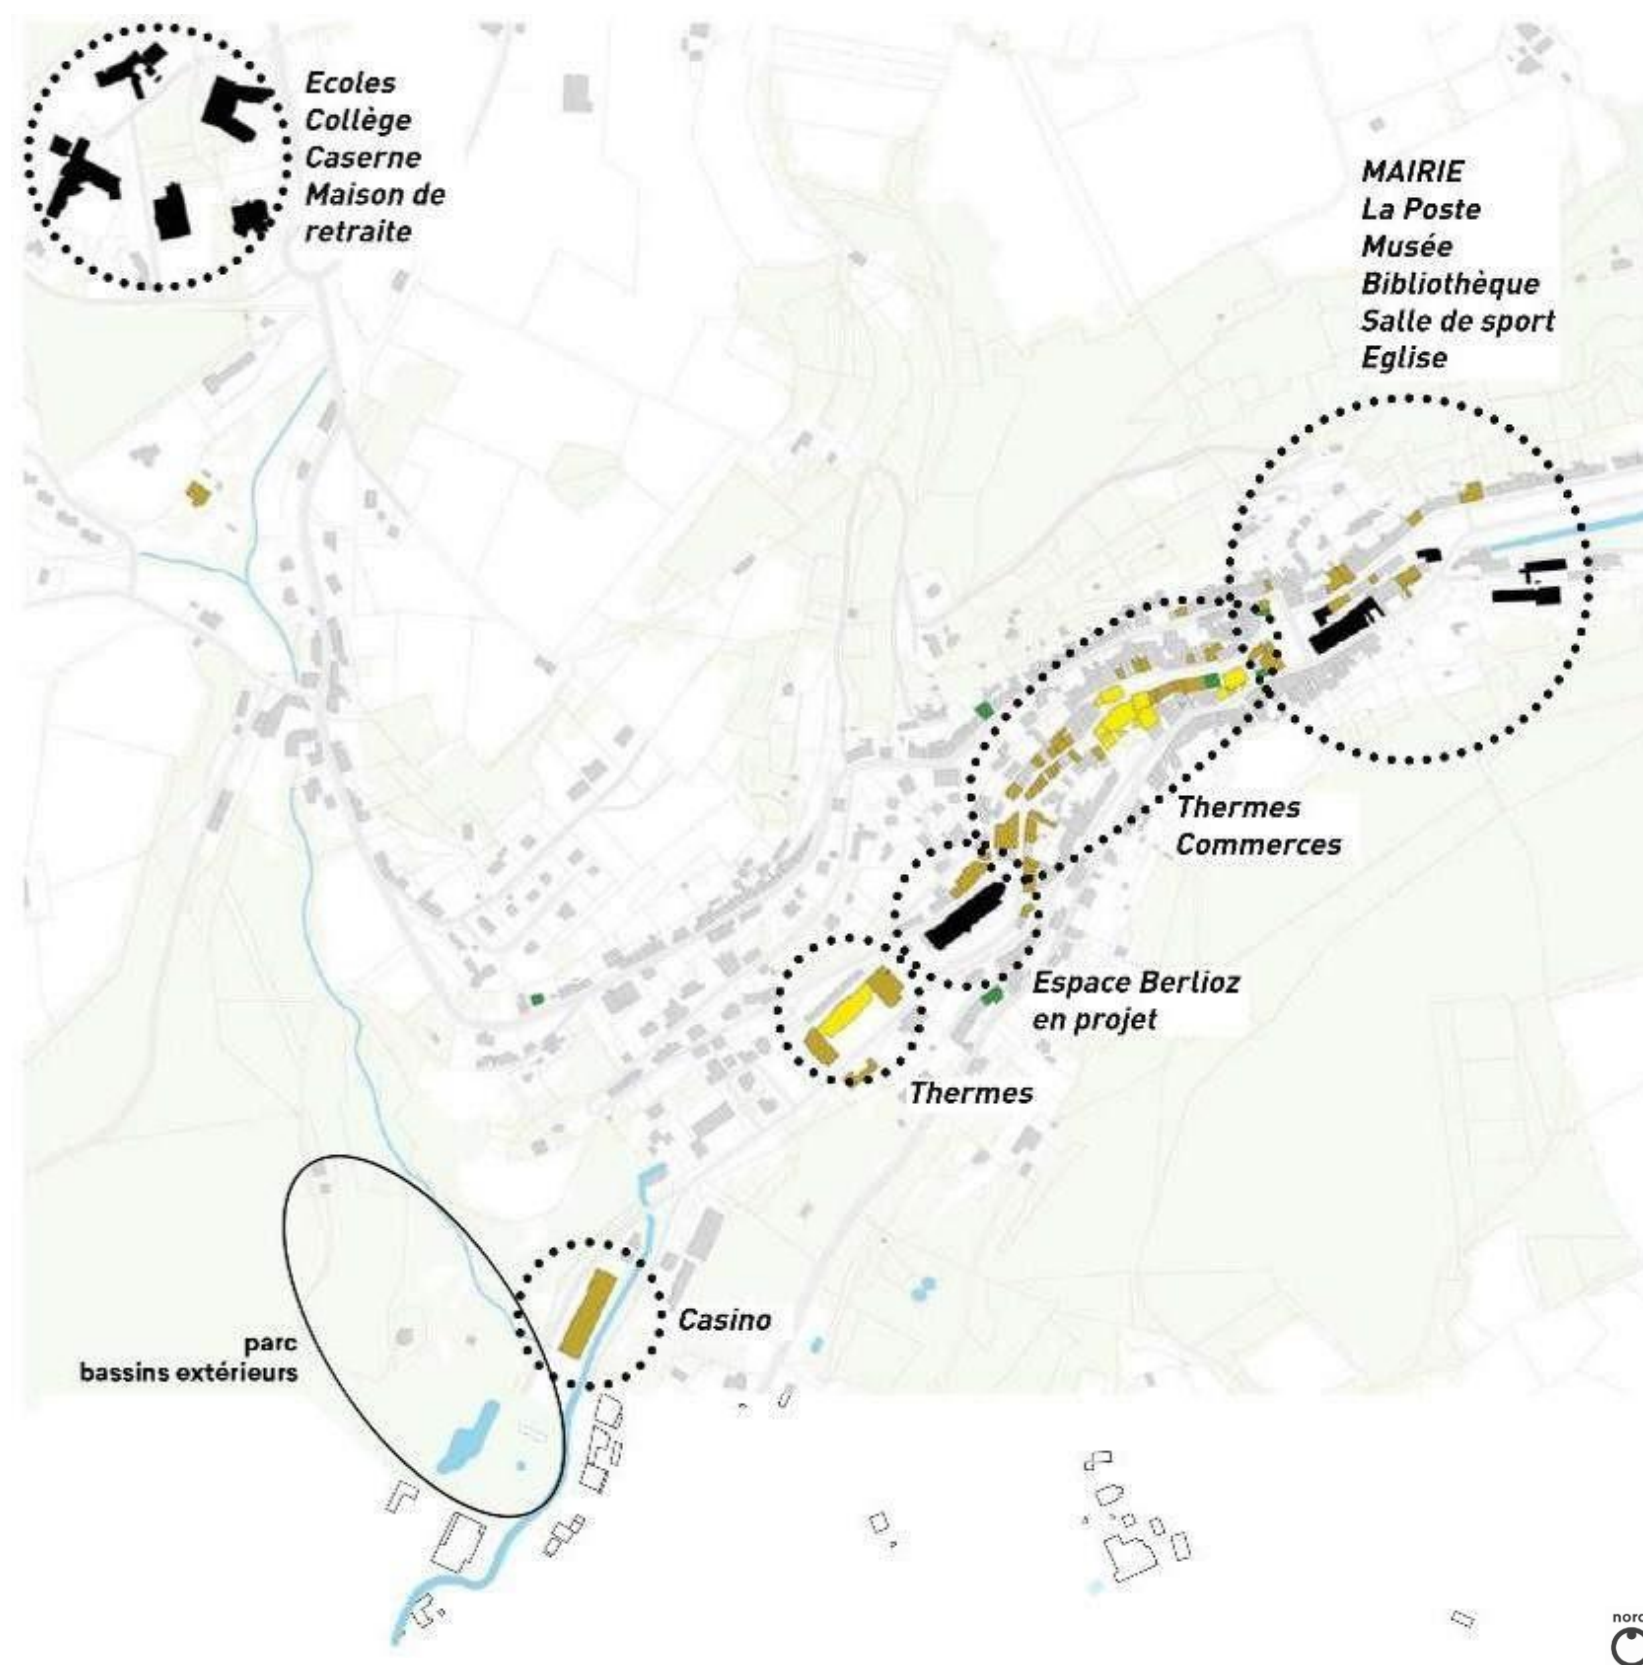 Ecoles
Collège
Caserne
Maison de
retraite
MAIRIE
La Poste
Musée
Bibliothèque
Salle de sport
Eglise
Thermes
Commerces
Espace Berlioz
en projet
Thermes
Casino
parc
bassins extérieurs